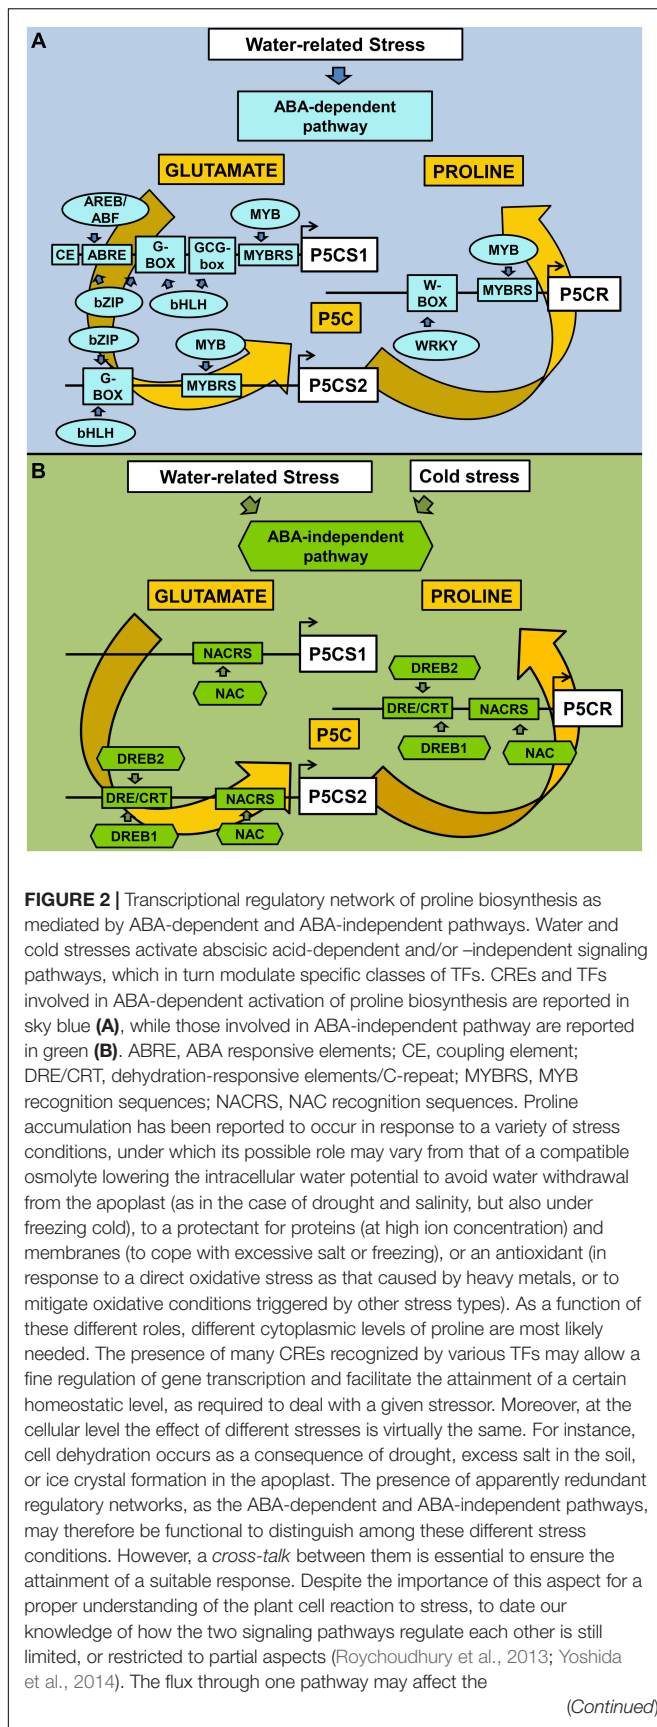 A
Water-related Stress
ABA-dependent
pathway
GLUTAMATE
PROLINE
AREB/
ABF
MYB
MYB
CE
ABRE
G-
BOX
GCG-
box
MYBRS
P5CS1
W-
BOX
MYBRS
P5CR
bZIP
bHLH
P5C
bZIP
MYB
WRKY
G-
BOX
MYBRS
P5CS2
bHLH
B
Water-related Stress
Cold stress
ABA-independent
pathway
GLUTAMATE
PROLINE
NACRS
P5CS1
NAC
DREB2
DRE/CRT
NACRS
P5CR
P5C
DREB1
NAC
DREB2
DRE/CRT
NACRS
P5CS2
DREB1
NAC
FIGURE 2 | Transcriptional regulatory network of proline biosynthesis as
mediated by ABA-dependent and ABA-independent pathways. Water and
cold stresses activate abscisic acid-dependent and/or –independent signaling
pathways, which in turn modulate specific classes of TFs. CREs and TFs
involved in ABA-dependent activation of proline biosynthesis are reported in
sky blue (A), while those involved in ABA-independent pathway are reported
in green (B). ABRE, ABA responsive elements; CE, coupling element;
DRE/CRT, dehydration-responsive elements/C-repeat; MYBRS, MYB
recognition sequences; NACRS, NAC recognition sequences. Proline
accumulation has been reported to occur in response to a variety of stress
conditions, under which its possible role may vary from that of a compatible
osmolyte lowering the intracellular water potential to avoid water withdrawal
from the apoplast (as in the case of drought and salinity, but also under
freezing cold), to a protectant for proteins (at high ion concentration) and
membranes (to cope with excessive salt or freezing), or an antioxidant (in
response to a direct oxidative stress as that caused by heavy metals, or to
mitigate oxidative conditions triggered by other stress types). As a function of
these different roles, different cytoplasmic levels of proline are most likely
needed. The presence of many CREs recognized by various TFs may allow a
fine regulation of gene transcription and facilitate the attainment of a certain
homeostatic level, as required to deal with a given stressor. Moreover, at the
cellular level the effect of different stresses is virtually the same. For instance,
cell dehydration occurs as a consequence of drought, excess salt in the soil,
or ice crystal formation in the apoplast. The presence of apparently redundant
regulatory networks, as the ABA-dependent and ABA-independent pathways,
may therefore be functional to distinguish among these different stress
conditions. However, a cross-talk between them is essential to ensure the
attainment of a suitable response. Despite the importance of this aspect for a
proper understanding of the plant cell reaction to stress, to date our
knowledge of how the two signaling pathways regulate each other is still
limited, or restricted to partial aspects (Roychoudhury et al., 2013; Yoshida
et al., 2014). The flux through one pathway may affect the
(Continued)